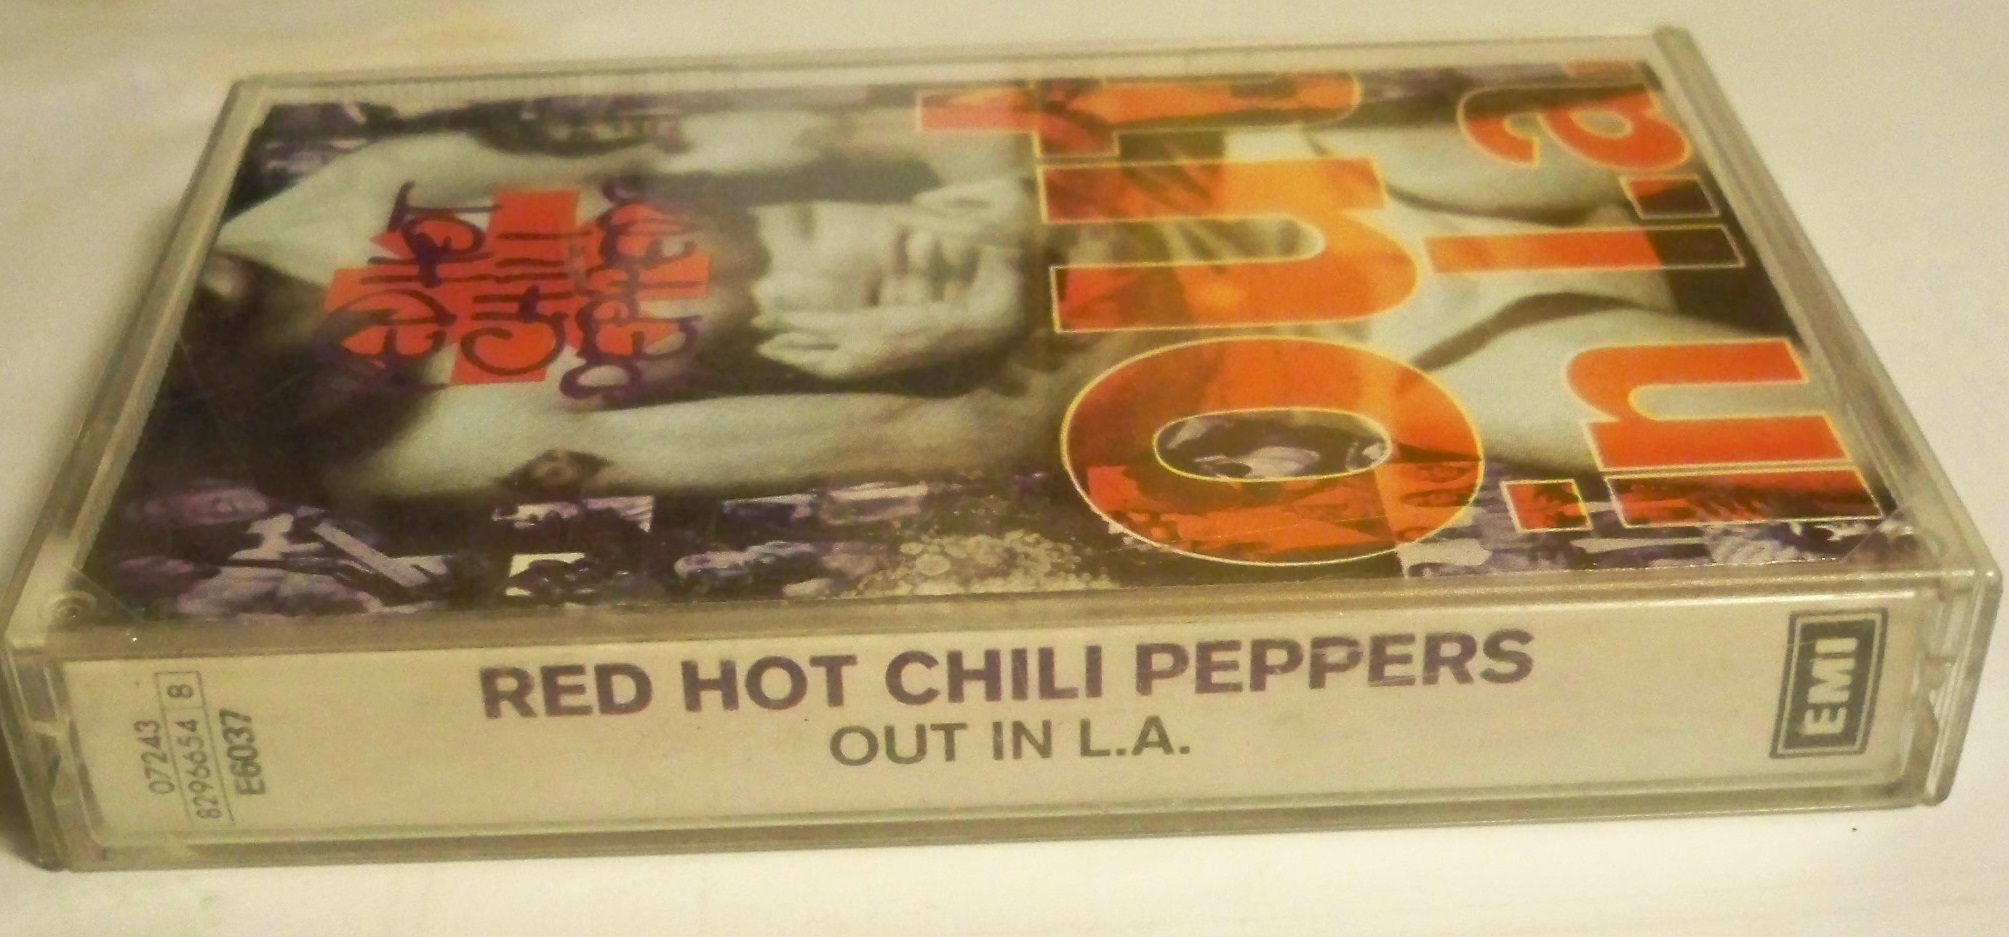 RED HOT
CHILI
PEPPERS
out
in l.a.
RED HOT CHILI PEPPERS
OUT IN L.A.
EMI
07243
8296654 8
E6037